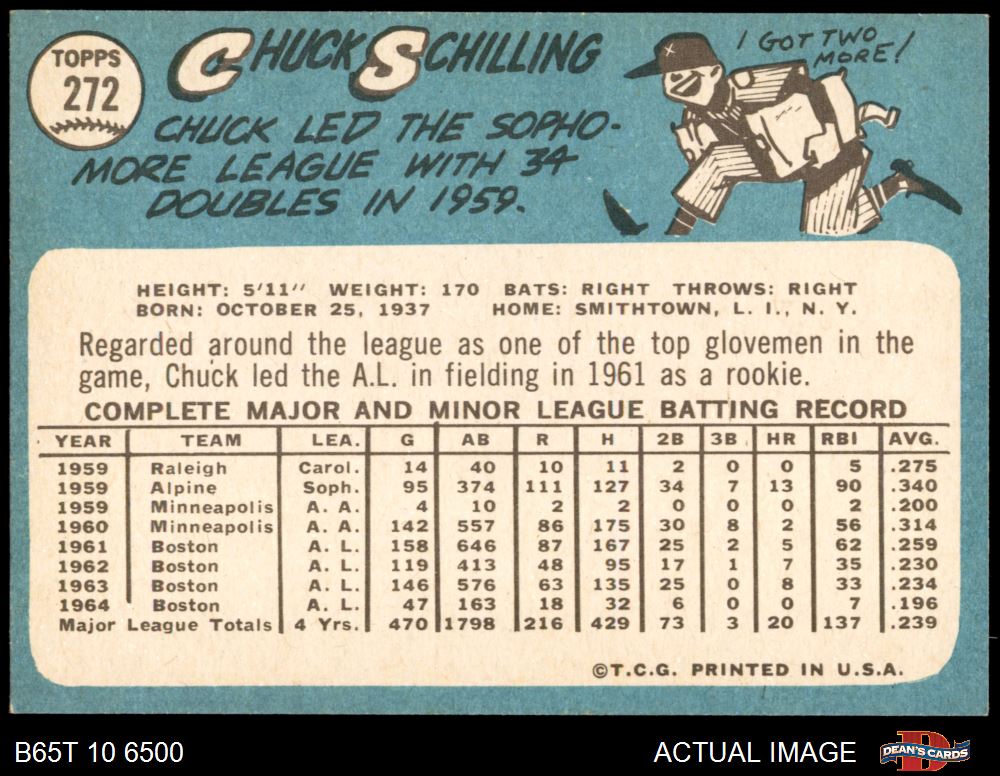 TOPPS
272
CHUCK SCHILLING
I GOT TWO
MORE!
CHUCK LED THE SOPHO-
MORE LEAGUE WITH 34
DOUBLES IN 1959.
HEIGHT: 5'11" WEIGHT: 170 BATS: RIGHT THROWS: RIGHT
BORN: OCTOBER 25, 1937 HOME: SMITHTOWN, L. I., N. Y.
Regarded around the league as one of the top glovemen in the
game, Chuck led the A.L. in fielding in 1961 as a rookie.
COMPLETE MAJOR AND MINOR LEAGUE BATTING RECORD
YEAR TEAM LEA. G AB R H 2B 3B HR RBI AVG.
1959 Raleigh Carol. 14 40 10 11 2 0 0 5 .275
1959 Alpine Soph. 95 374 111 127 34 7 13 90 .340
1959 Minneapolis A. A. 4 10 2 2 0 0 0 2 .200
1960 Minneapolis A. A. 142 557 86 175 30 8 2 56 .314
1961 Boston A. L. 158 646 87 167 25 2 5 62 .259
1962 Boston A. L. 119 413 48 95 17 1 7 35 .230
1963 Boston A. L. 146 576 63 135 25 0 8 33 .234
1964 Boston A. L. 47 163 18 32 6 0 0 7 .196
Major League Totals 4 Yrs. 470 1798 216 429 73 3 20 137 .239
©T.C.G. PRINTED IN U.S.A.
B65T 10 6500
ACTUAL IMAGE
D
DEAN'S CARDS